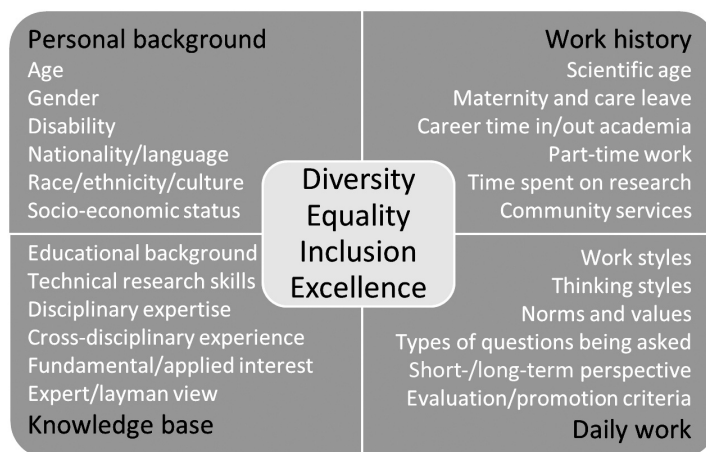 Personal background
Age
Gender
Disability
Nationality/language
Race/ethnicity/culture
Socio-economic status
Work history
Scientific age
Maternity and care leave
Career time in/out academia
Part-time work
Time spent on research
Community services
Diversity
Equality
Inclusion
Excellence
Educational background
Technical research skills
Disciplinary expertise
Cross-disciplinary experience
Fundamental/applied interest
Expert/layman view
Knowledge base
Work styles
Thinking styles
Norms and values
Types of questions being asked
Short-/long-term perspective
Evaluation/promotion criteria
Daily work